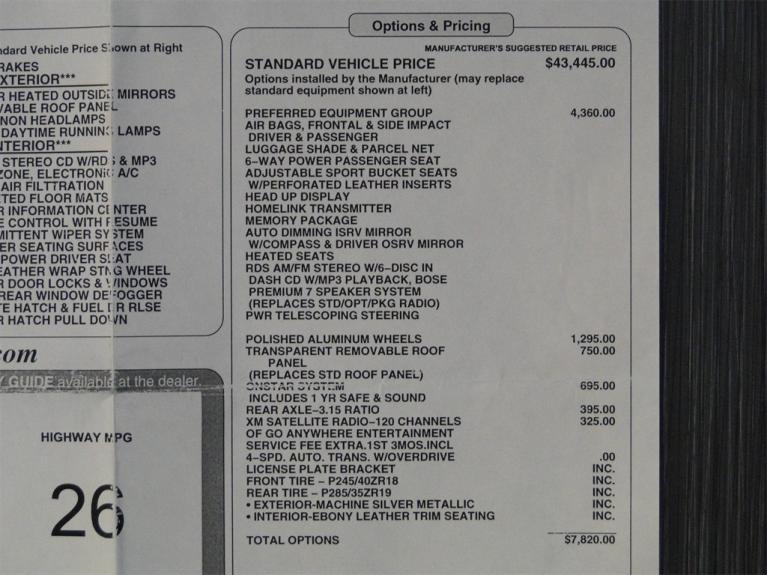 Options & Pricing
ndard Vehicle Price Shown at Right
RAKES
XTERIOR***
R HEATED OUTSIDE MIRRORS
VABLE ROOF PANEL
NON HEADLAMPS
DAYTIME RUNNING LAMPS
NTERIOR***
STEREO CD W/RDS & MP3
ZONE, ELECTRONIC A/C
AIR FILTTRATION
ETED FLOOR MATS
R INFORMATION CENTER
E CONTROL WITH RESUME
MITTENT WIPER SYSTEM
ER SEATING SURFACES
POWER DRIVER SEAT
EATHER WRAP STNG WHEEL
R DOOR LOCKS & WINDOWS
REAR WINDOW DEFOGGER
TE HATCH & FUEL DR RLSE
R HATCH PULL DOWN
com
Y GUIDE available at the dealer.
HIGHWAY MPG
26
MANUFACTURER'S SUGGESTED RETAIL PRICE
STANDARD VEHICLE PRICE $43,445.00
Options installed by the Manufacturer (may replace
standard equipment shown at left)
PREFERRED EQUIPMENT GROUP 4,360.00
AIR BAGS, FRONTAL & SIDE IMPACT
DRIVER & PASSENGER
LUGGAGE SHADE & PARCEL NET
6-WAY POWER PASSENGER SEAT
ADJUSTABLE SPORT BUCKET SEATS
W/PERFORATED LEATHER INSERTS
HEAD UP DISPLAY
HOMELINK TRANSMITTER
MEMORY PACKAGE
AUTO DIMMING ISRV MIRROR
W/COMPASS & DRIVER OSRV MIRROR
HEATED SEATS
RDS AM/FM STEREO W/6-DISC IN
DASH CD W/MP3 PLAYBACK, BOSE
PREMIUM 7 SPEAKER SYSTEM
(REPLACES STD/OPT/PKG RADIO)
PWR TELESCOPING STEERING
POLISHED ALUMINUM WHEELS 1,295.00
TRANSPARENT REMOVABLE ROOF 750.00
PANEL
(REPLACES STD ROOF PANEL)
ONSTAR SYSTEM 695.00
INCLUDES 1 YR SAFE & SOUND
REAR AXLE-3.15 RATIO 395.00
XM SATELLITE RADIO-120 CHANNELS 325.00
OF GO ANYWHERE ENTERTAINMENT
SERVICE FEE EXTRA.1ST 3MOS.INCL
4-SPD. AUTO. TRANS. W/OVERDRIVE .00
LICENSE PLATE BRACKET INC.
FRONT TIRE - P245/40ZR18 INC.
REAR TIRE - P285/35ZR19 INC.
• EXTERIOR-MACHINE SILVER METALLIC INC.
• INTERIOR-EBONY LEATHER TRIM SEATING INC.
TOTAL OPTIONS $7,820.00